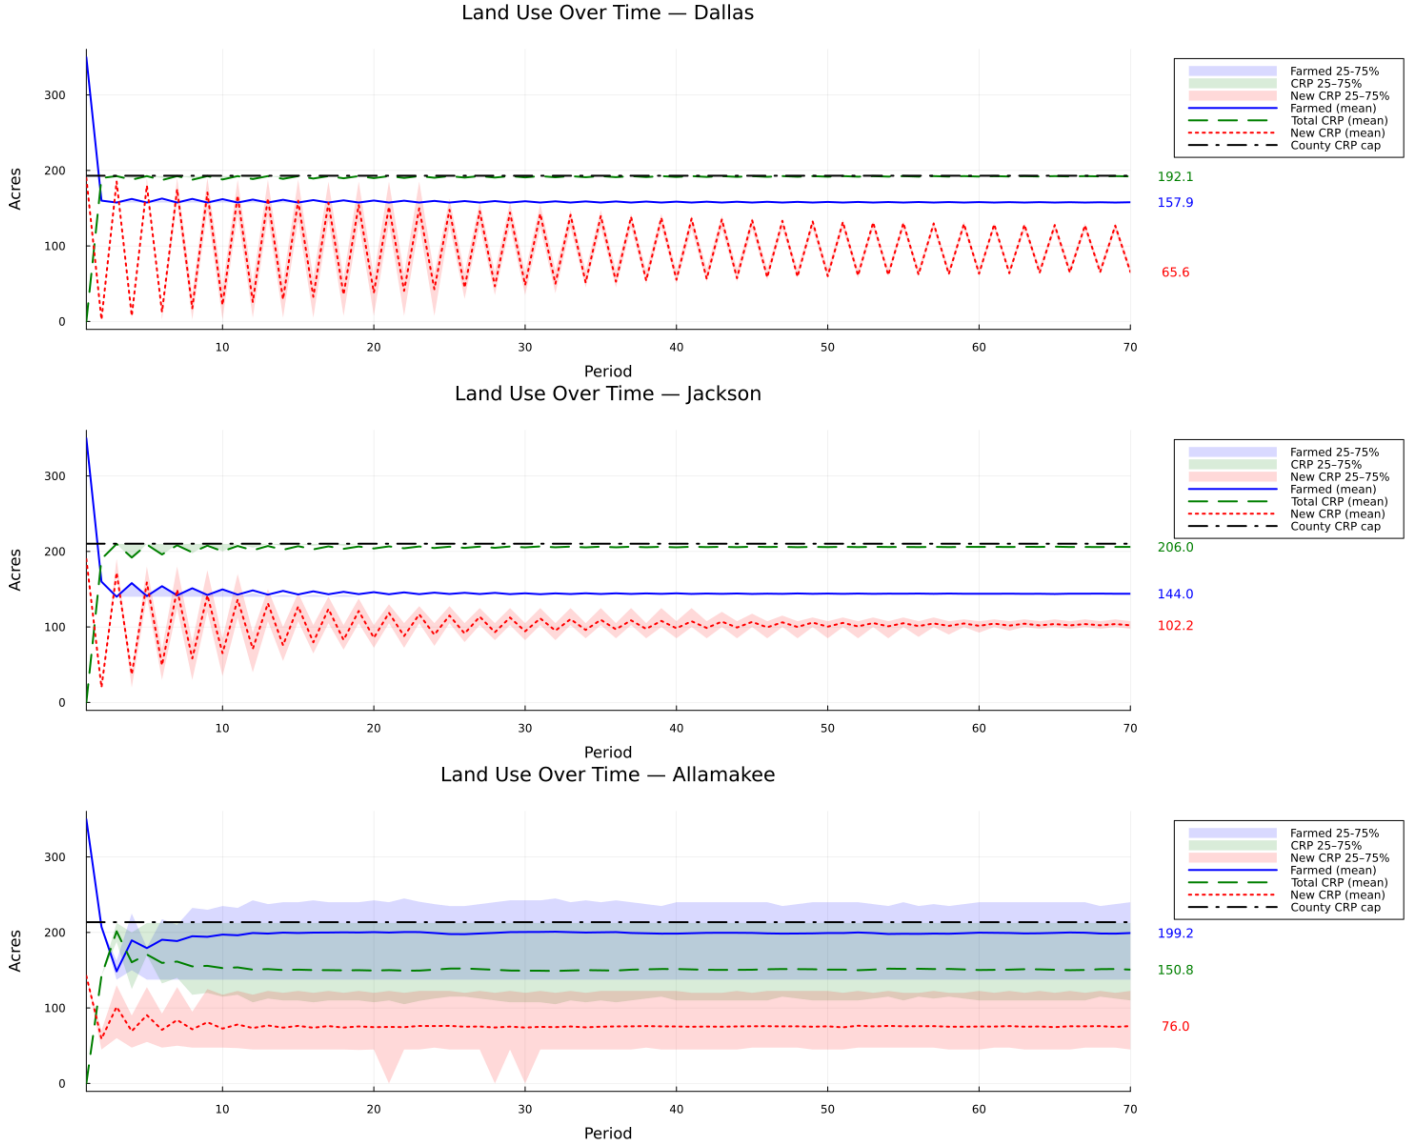 Land Use Over Time — Dallas
300
200
100
0
Acres
10 20 30 40 50 60 70
Period
Farmed 25-75%
CRP 25–75%
New CRP 25–75%
Farmed (mean)
Total CRP (mean)
New CRP (mean)
County CRP cap
192.1
157.9
65.6
Land Use Over Time — Jackson
300
200
100
0
Acres
10 20 30 40 50 60 70
Period
Farmed 25-75%
CRP 25–75%
New CRP 25–75%
Farmed (mean)
Total CRP (mean)
New CRP (mean)
County CRP cap
206.0
144.0
102.2
Land Use Over Time — Allamakee
300
200
100
0
Acres
10 20 30 40 50 60 70
Period
Farmed 25-75%
CRP 25–75%
New CRP 25–75%
Farmed (mean)
Total CRP (mean)
New CRP (mean)
County CRP cap
199.2
150.8
76.0